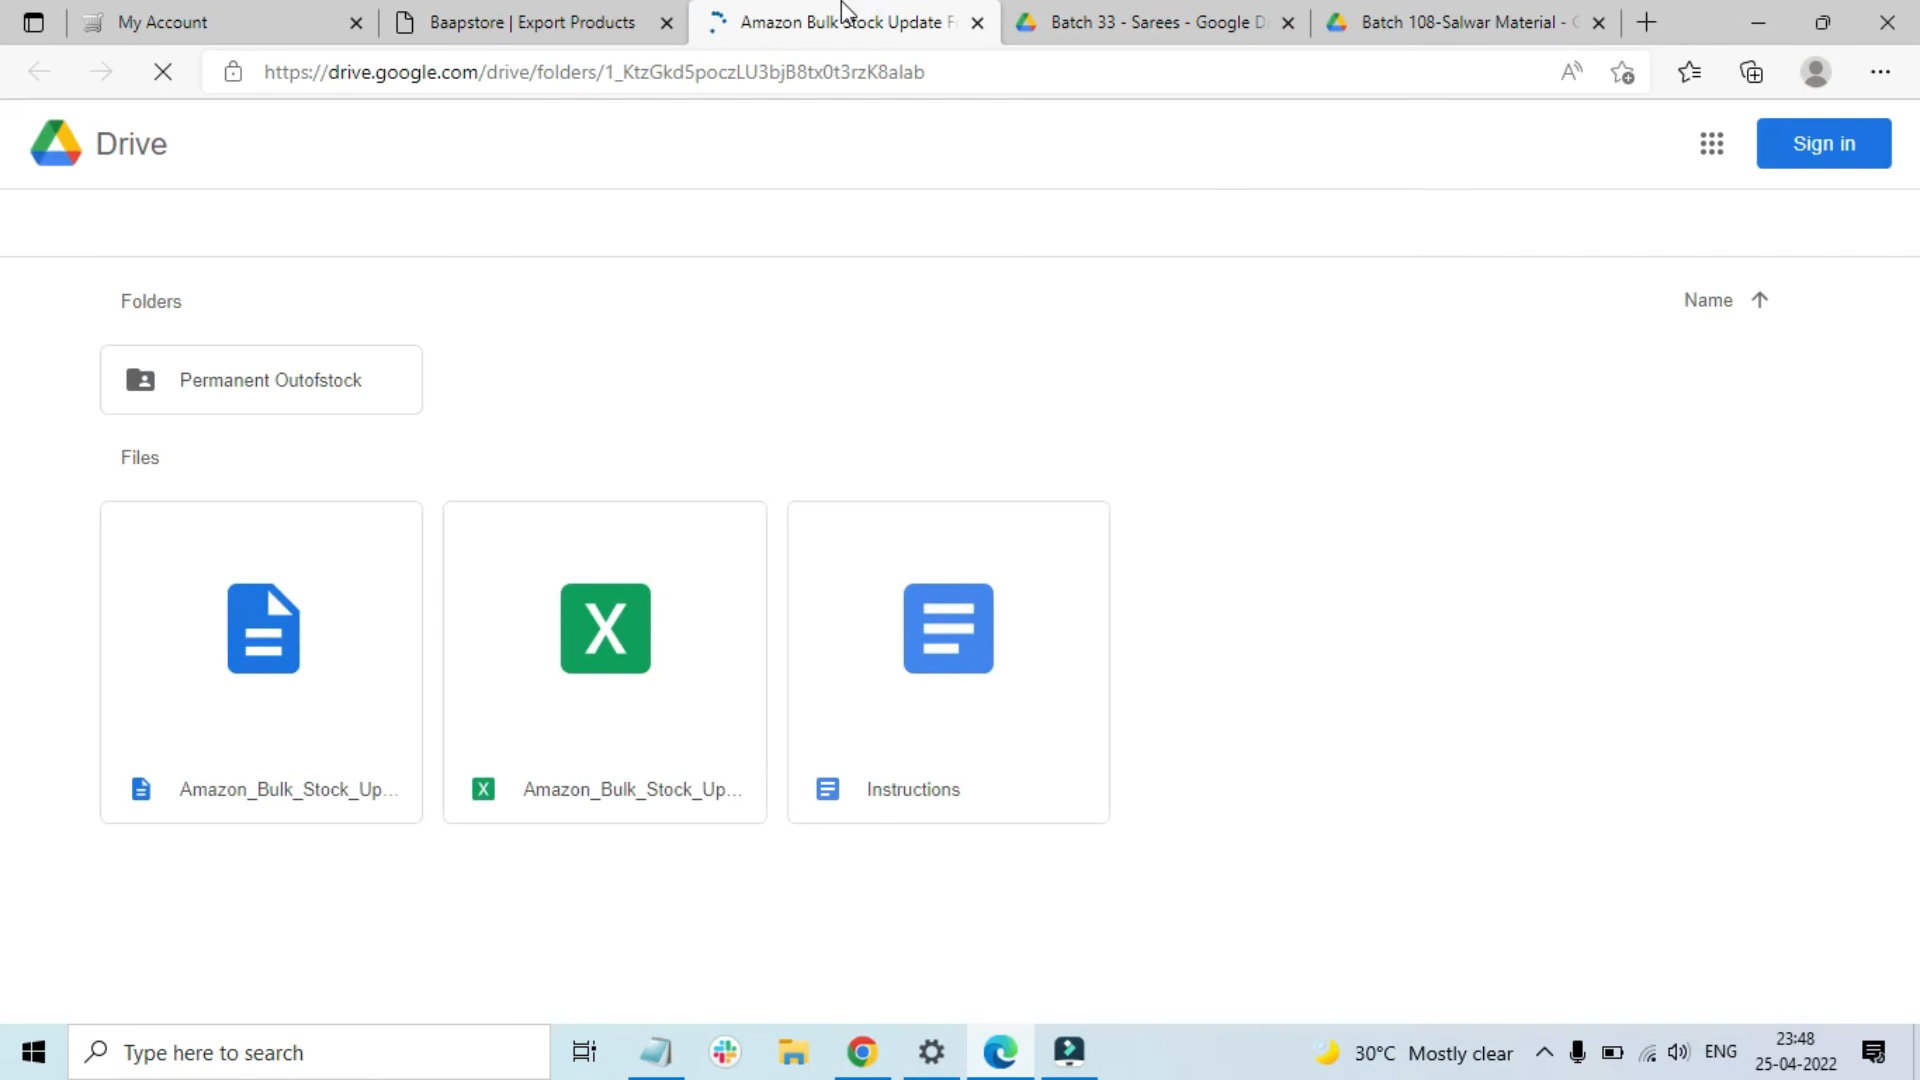 My Account
Baapstore | Export Products
Amazon Bulk Stock Update F
Batch 33 - Sarees - Google D
Batch 108-Salwar Material - G
https://drive.google.com/drive/folders/1_KtzGkd5poczLU3bjB8tx0t3rzK8alab
Drive
Sign in
Folders
Name
Permanent Outofstock
Files
Amazon_Bulk_Stock_Up...
Amazon_Bulk_Stock_Up...
Instructions
Type here to search
30°C Mostly clear
ENG
23:48
25-04-2022